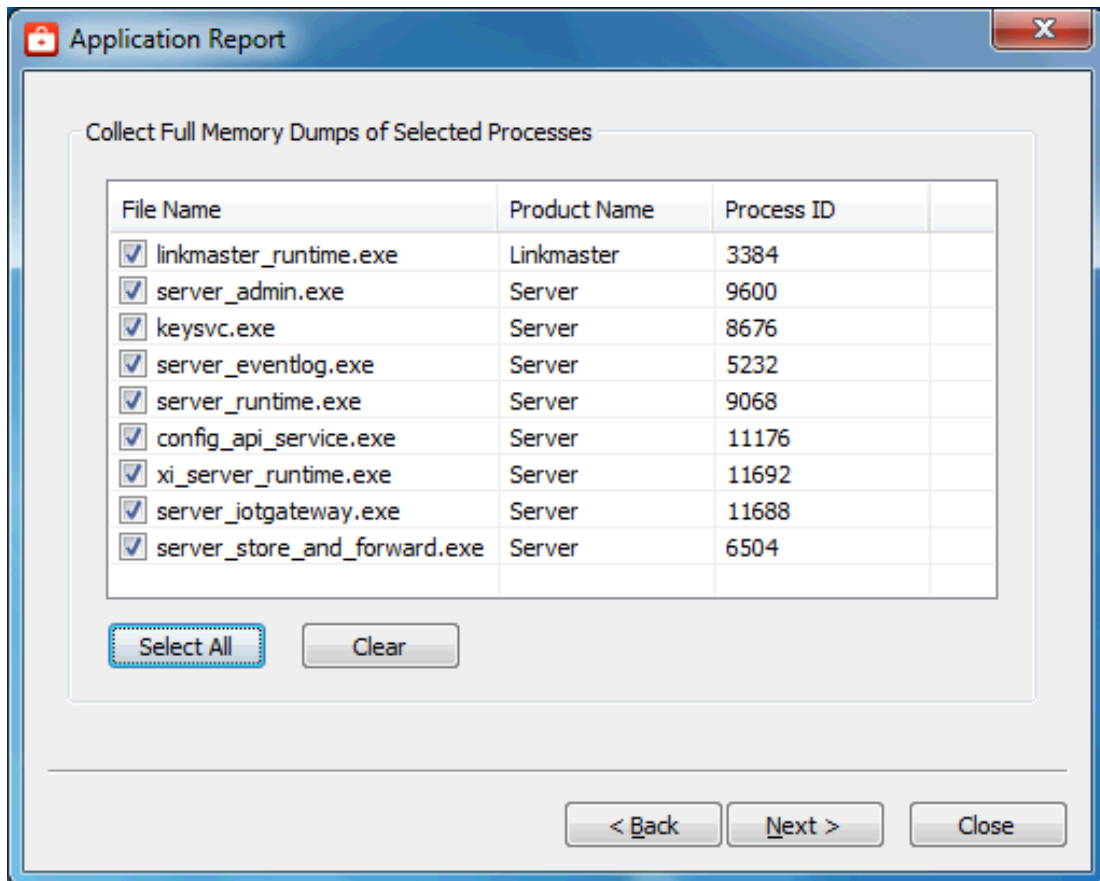 Application Report
Collect Full Memory Dumps of Selected Processes
File Name Product Name Process ID
linkmaster_runtime.exe Linkmaster 3384
server_admin.exe Server 9600
keysvc.exe Server 8676
server_eventlog.exe Server 5232
server_runtime.exe Server 9068
config_api_service.exe Server 11176
xi_server_runtime.exe Server 11692
server_iotgateway.exe Server 11688
server_store_and_forward.exe Server 6504
Select All Clear
< Back Next > Close